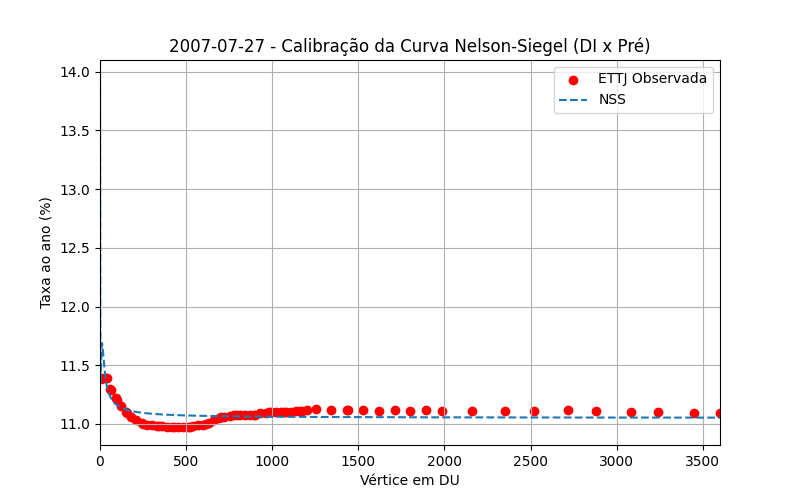 2007-07-27 - Calibração da Curva Nelson-Siegel (DI x Pré)
ETTJ Observada
NSS
Taxa ao ano (%)
14.0
13.5
13.0
12.5
12.0
11.5
11.0
0 500 1000 1500 2000 2500 3000 3500
Vértice em DU